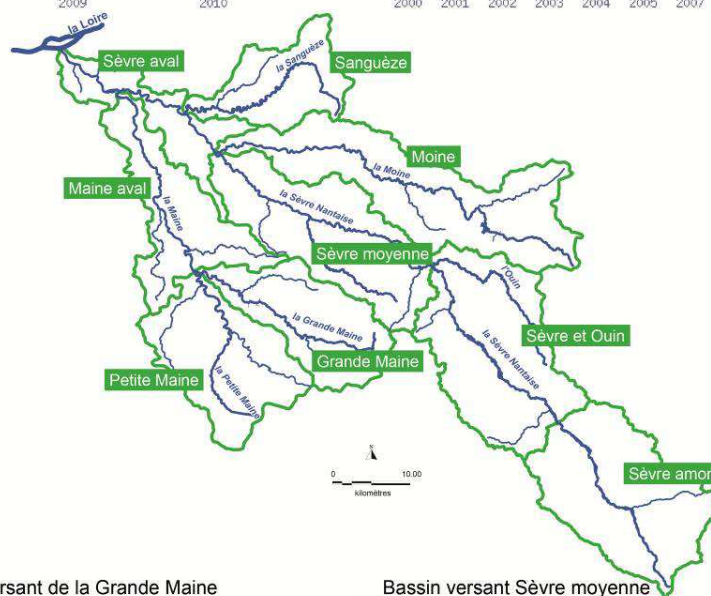 2009 2010 2000 2001 2002 2003 2004 2005 2007
la Loire
Sèvre aval
la Sanguèze
Sanguèze
Moine
la Moine
Maine aval
la Maine
la Sèvre Nantaise
Sèvre moyenne
l'Ouin
la Grande Maine
Sèvre et Ouin
la Sèvre Nantaise
Grande Maine
Petite Maine
la Petite Maine
N
0 10.00
kilomètres
Sèvre amon
rsant de la Grande Maine Bassin versant Sèvre moyenne